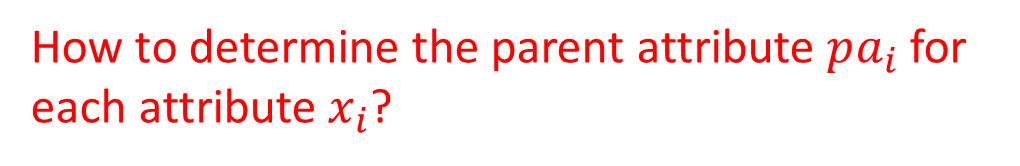 How to determine the parent attribute $pa_i$ for
each attribute $x_i$?